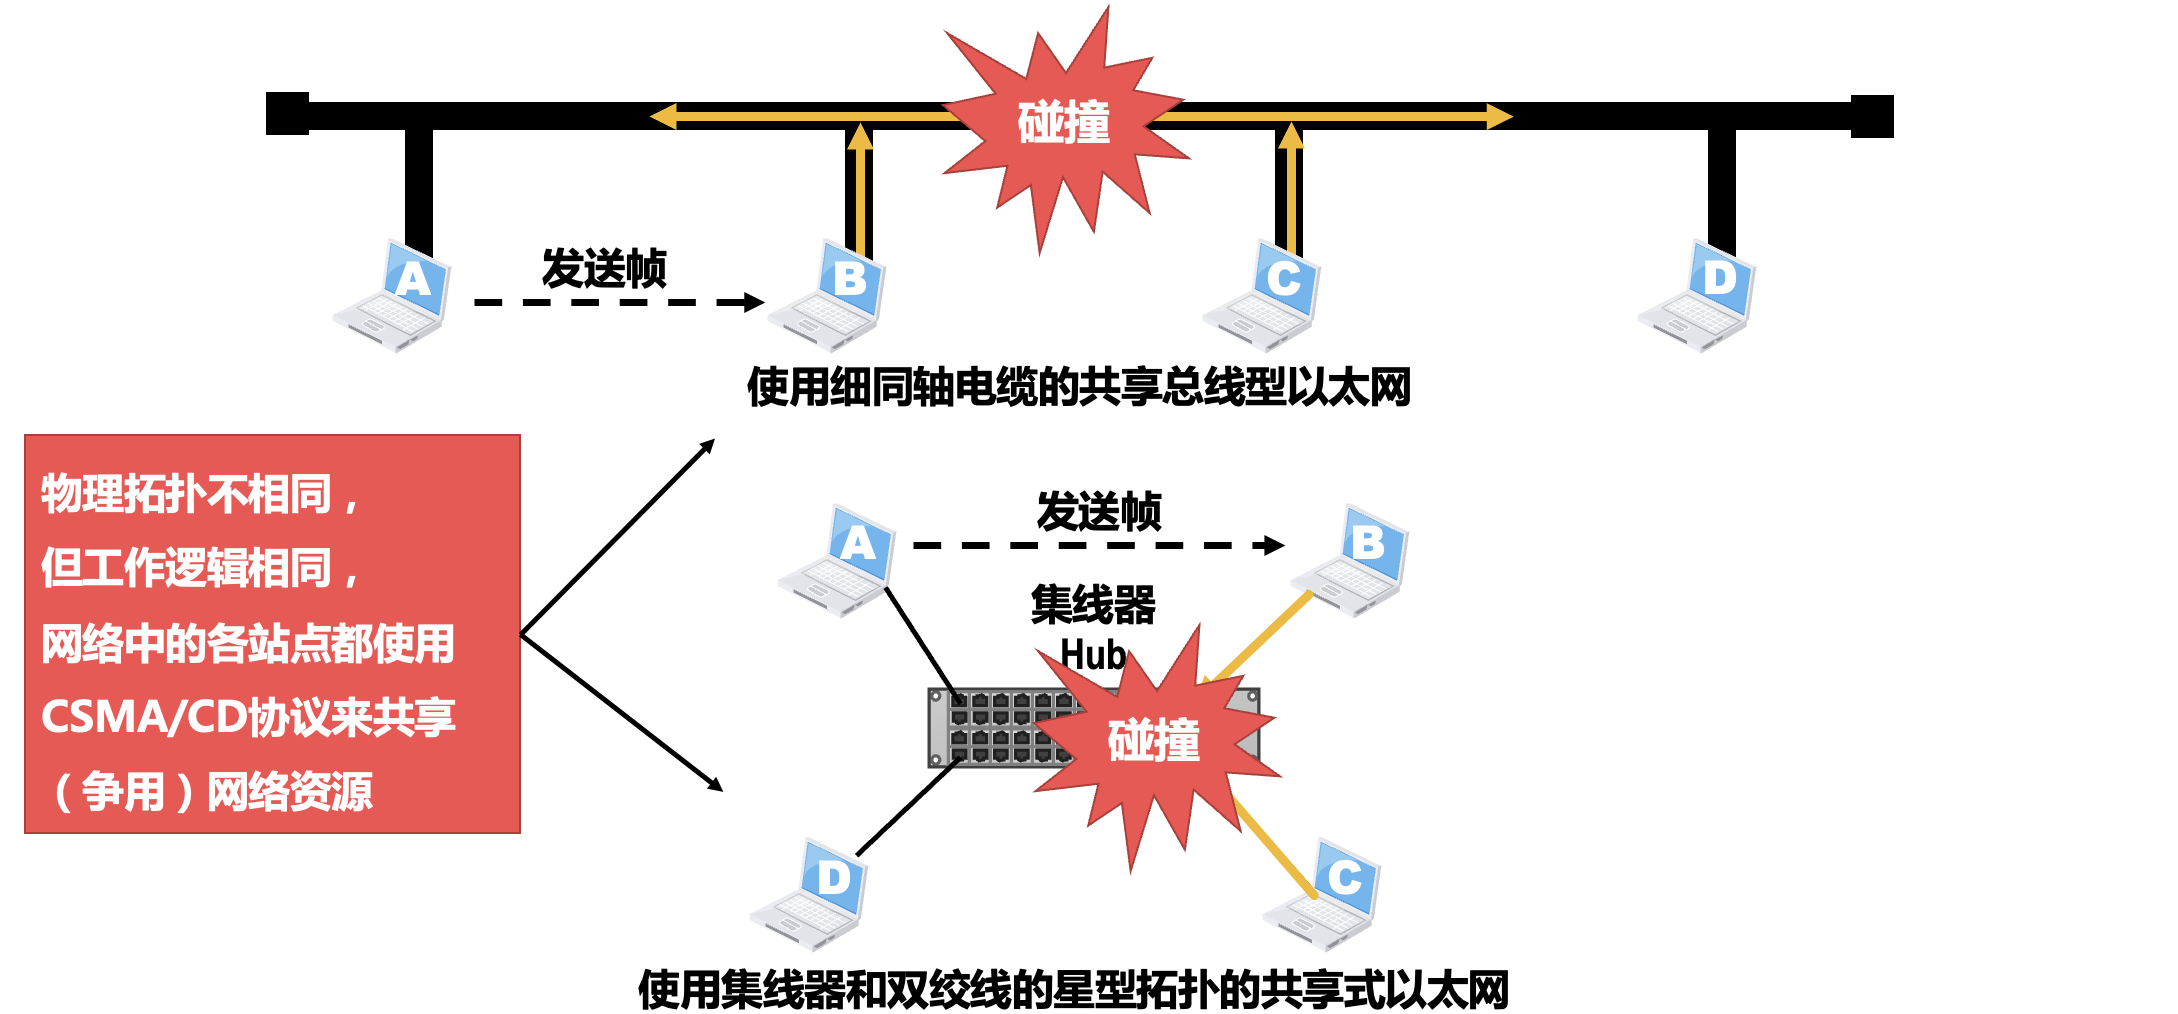 碰撞
A
发送帧
B
C
D
使用细同轴电缆的共享总线型以太网
物理拓扑不相同，
但工作逻辑相同，
网络中的各站点都使用
CSMA/CD协议来共享
（争用）网络资源
A
发送帧
B
集线器
Hub
碰撞
D
C
使用集线器和双绞线的星型拓扑的共享式以太网